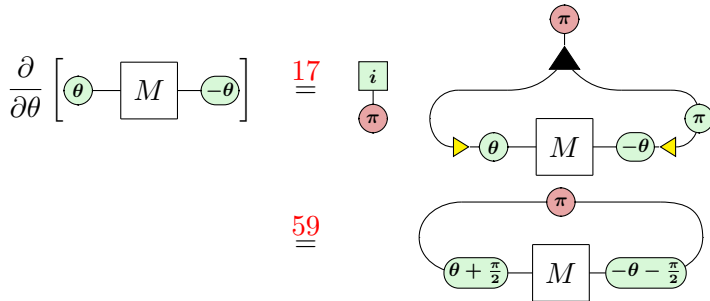 π
∂/∂θ [ θ M -θ ] 17 = i π θ M -θ π
59 = π θ + π/2 M -θ - π/2